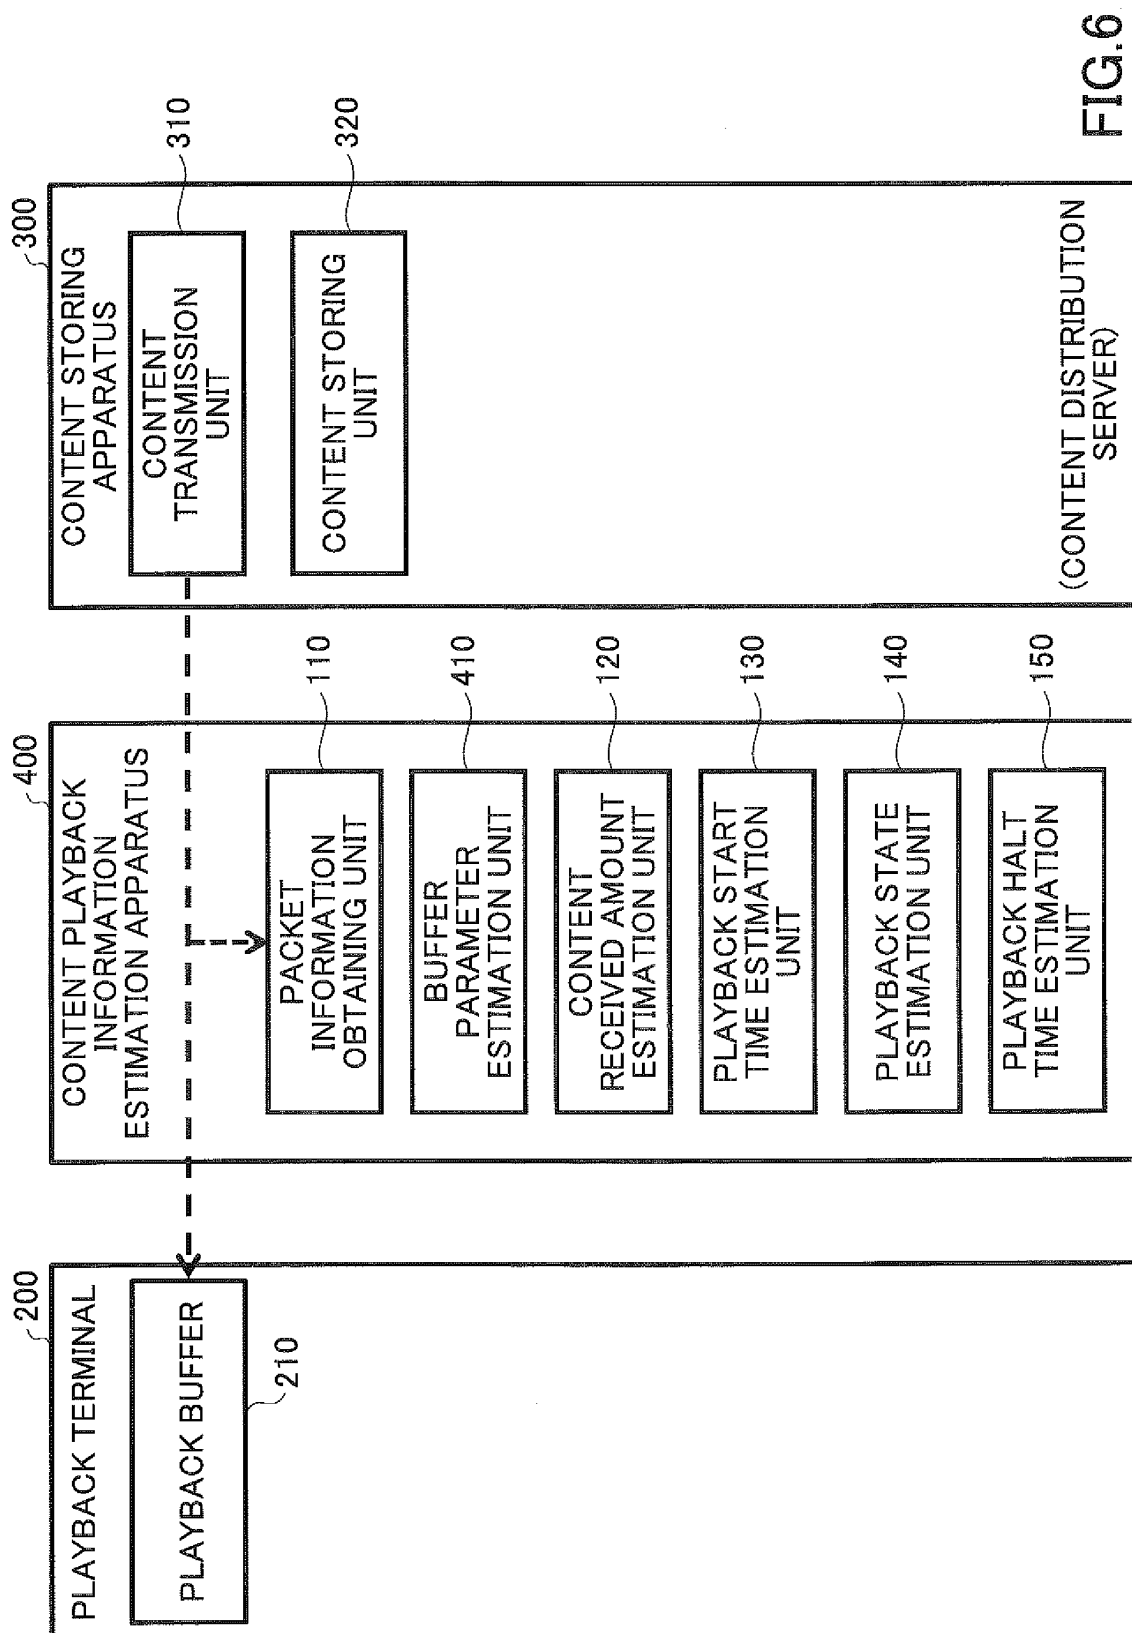 200
PLAYBACK TERMINAL
PLAYBACK BUFFER
210
400
CONTENT PLAYBACK
INFORMATION
ESTIMATION APPARATUS
PACKET
INFORMATION
OBTAINING UNIT
110
BUFFER
PARAMETER
ESTIMATION UNIT
410
CONTENT
RECEIVED AMOUNT
ESTIMATION UNIT
120
PLAYBACK START
TIME ESTIMATION
UNIT
130
PLAYBACK STATE
ESTIMATION UNIT
140
PLAYBACK HALT
TIME ESTIMATION
UNIT
150
300
CONTENT STORING
APPARATUS
CONTENT
TRANSMISSION
UNIT
310
CONTENT STORING
UNIT
320
(CONTENT DISTRIBUTION
SERVER)
FIG.6